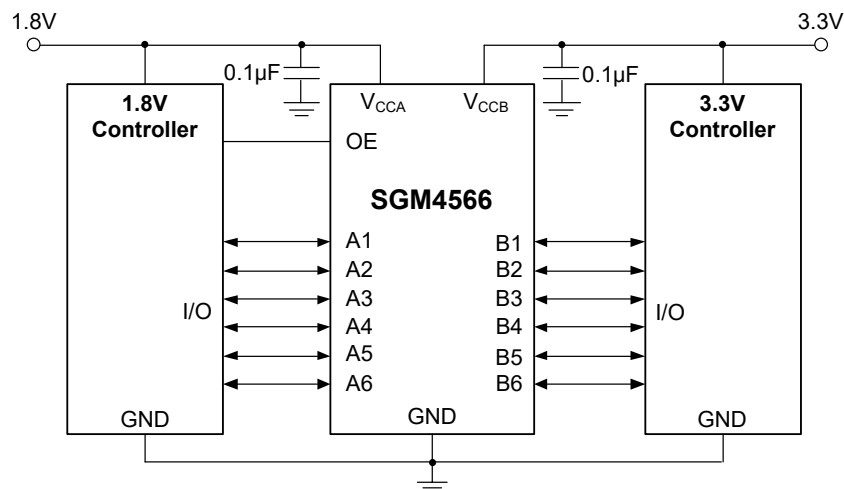 1.8V
3.3V
0.1µF
0.1µF
1.8V
Controller
I/O
GND
VCCA
VCCB
OE
SGM4566
A1
A2
A3
A4
A5
A6
B1
B2
B3
B4
B5
B6
GND
3.3V
Controller
I/O
GND